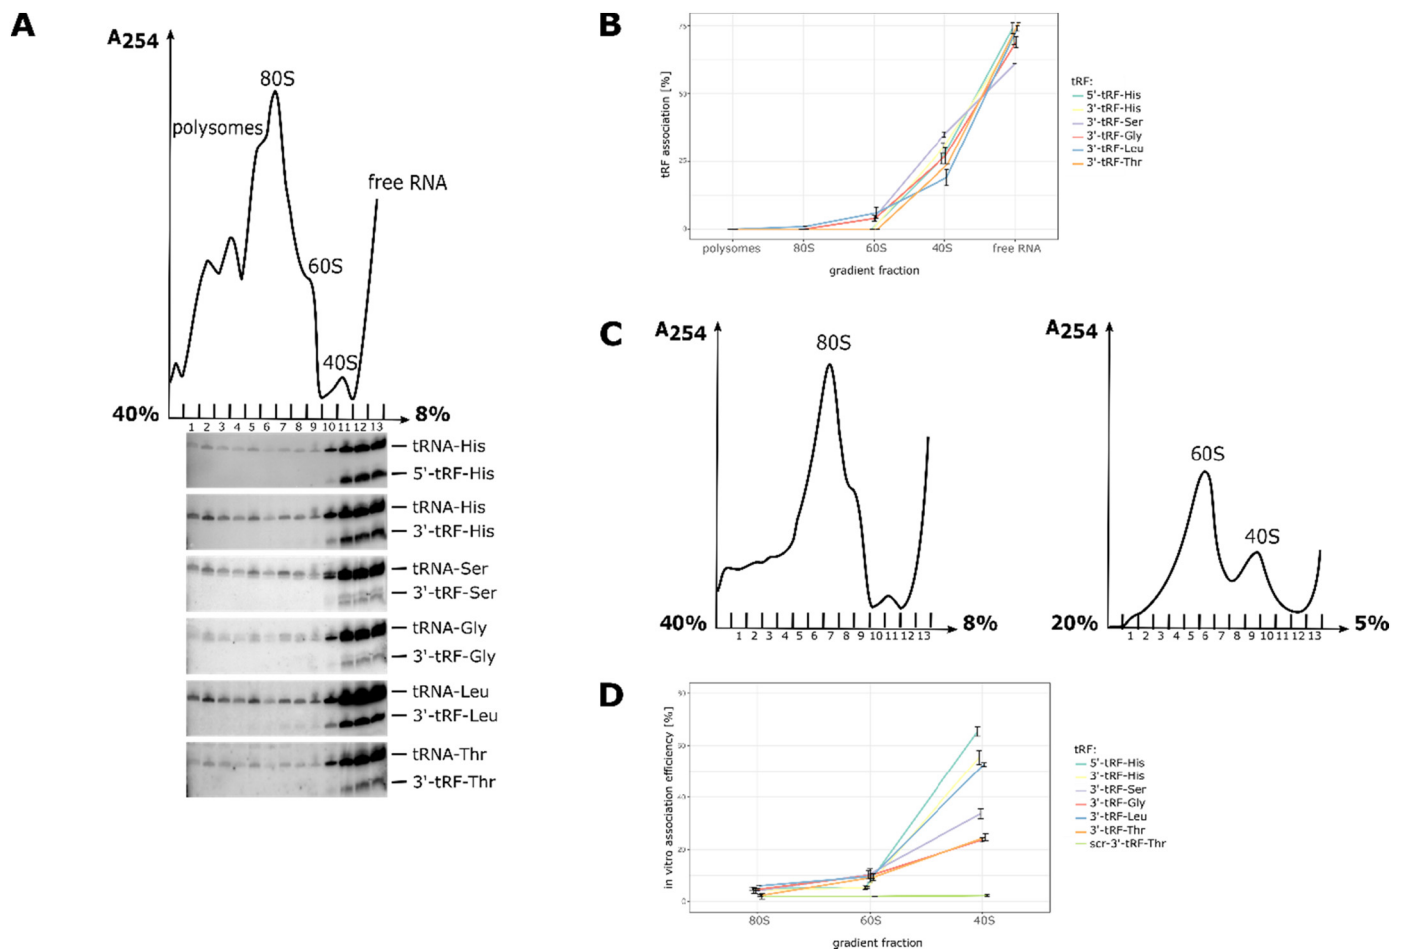 A
A254
80S
polysomes
free RNA
60S
40S
40%
8%
1 2 3 4 5 6 7 8 9 10 11 12 13
tRNA-His
5'-tRF-His
tRNA-His
3'-tRF-His
tRNA-Ser
3'-tRF-Ser
tRNA-Gly
3'-tRF-Gly
tRNA-Leu
3'-tRF-Leu
tRNA-Thr
3'-tRF-Thr
B
tRF association [%]
75
50
25
0
polysomes 80S 60S 40S free RNA
gradient fraction
tRF:
5'-tRF-His
3'-tRF-His
3'-tRF-Ser
3'-tRF-Gly
3'-tRF-Leu
3'-tRF-Thr
C
A254
80S
40%
8%
1 2 3 4 5 6 7 8 9 10 11 12 13
A254
60S
40S
20%
5%
1 2 3 4 5 6 7 8 9 10 11 12 13
D
in vitro association efficiency [%]
40
20
0
80S 60S 40S
gradient fraction
tRF:
5'-tRF-His
3'-tRF-His
3'-tRF-Ser
3'-tRF-Gly
3'-tRF-Leu
3'-tRF-Thr
scr-3'-tRF-Thr